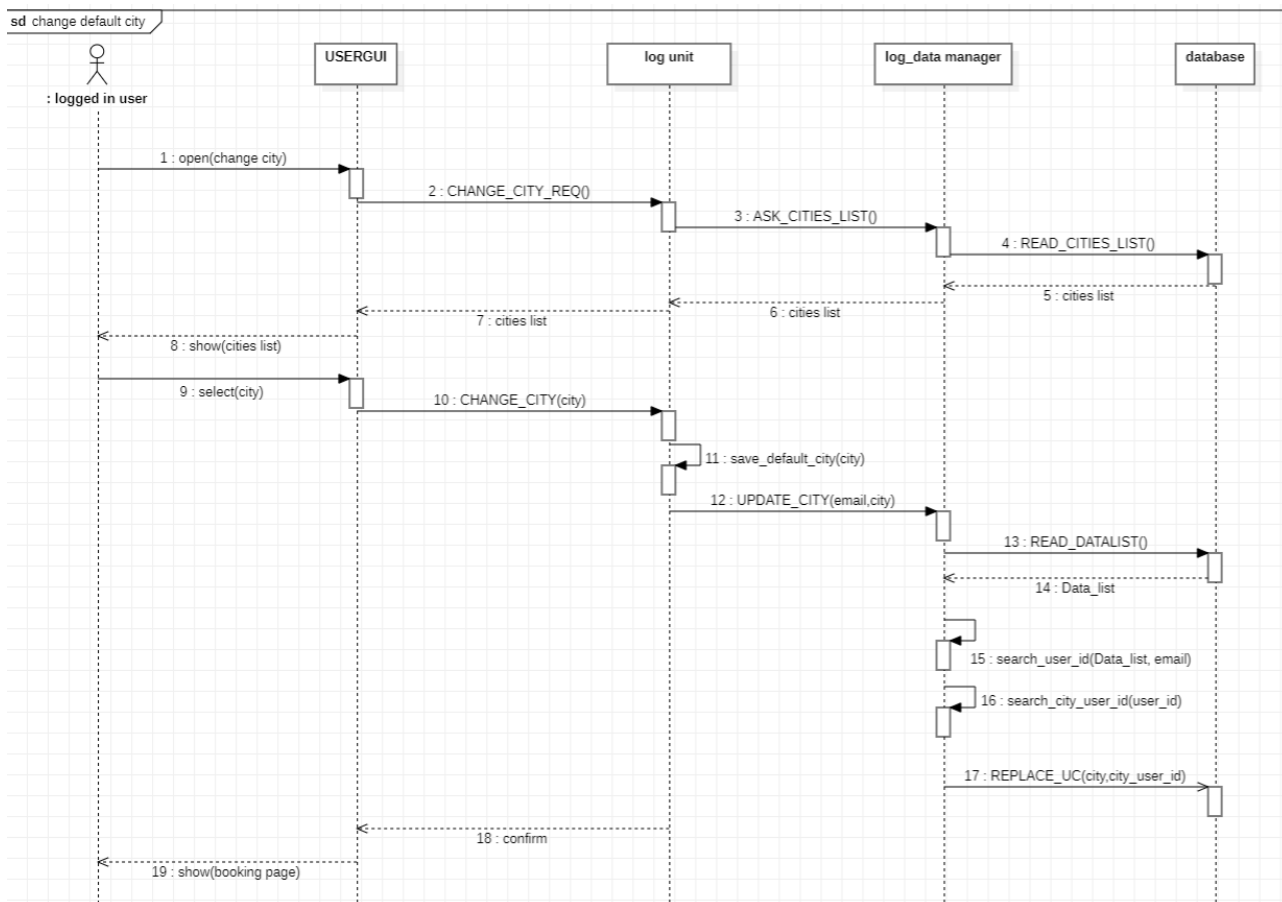 sd change default city
USERGUI
log unit
log_data manager
database
: logged in user
1 : open(change city)
2 : CHANGE_CITY_REQ()
3 : ASK_CITIES_LIST()
4 : READ_CITIES_LIST()
5 : cities list
6 : cities list
7 : cities list
8 : show(cities list)
9 : select(city)
10 : CHANGE_CITY(city)
11 : save_default_city(city)
12 : UPDATE_CITY(email,city)
13 : READ_DATALIST()
14 : Data_list
15 : search_user_id(Data_list, email)
16 : search_city_user_id(user_id)
17 : REPLACE_UC(city,city_user_id)
18 : confirm
19 : show(booking page)